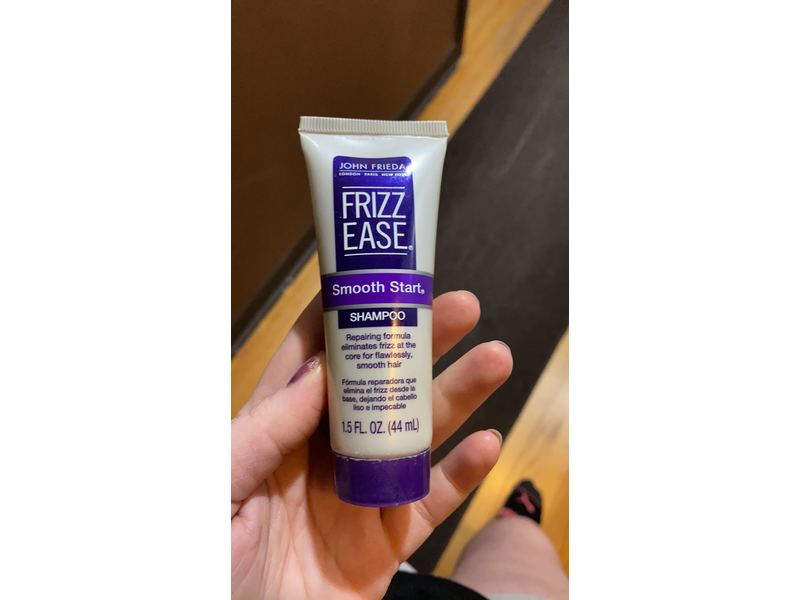 JOHN FRIEDA
LONDON PARIS NEW YORK
FRIZZ
EASE®
Smooth Start®
SHAMPOO
Repairing formula
eliminates frizz at the
core for flawlessly,
smooth hair
Fórmula reparadora que
elimina el frizz desde la
base, dejando el cabello
liso e impecable
1.5 FL. OZ. (44 mL)